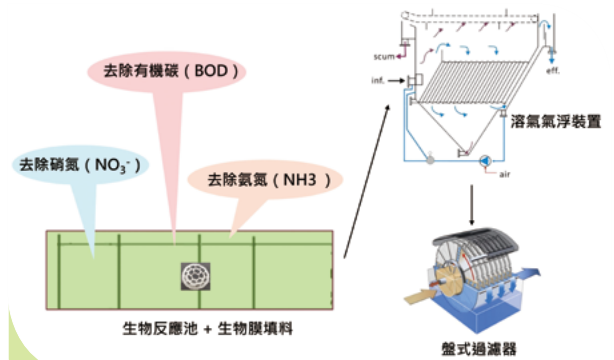 去除有機碳（BOD）
去除硝氮（NO₃⁻）
去除氨氮（NH3 ）
生物反應池 + 生物膜填料
scum
inf.
eff.
air
溶氣氣浮裝置
盤式過濾器